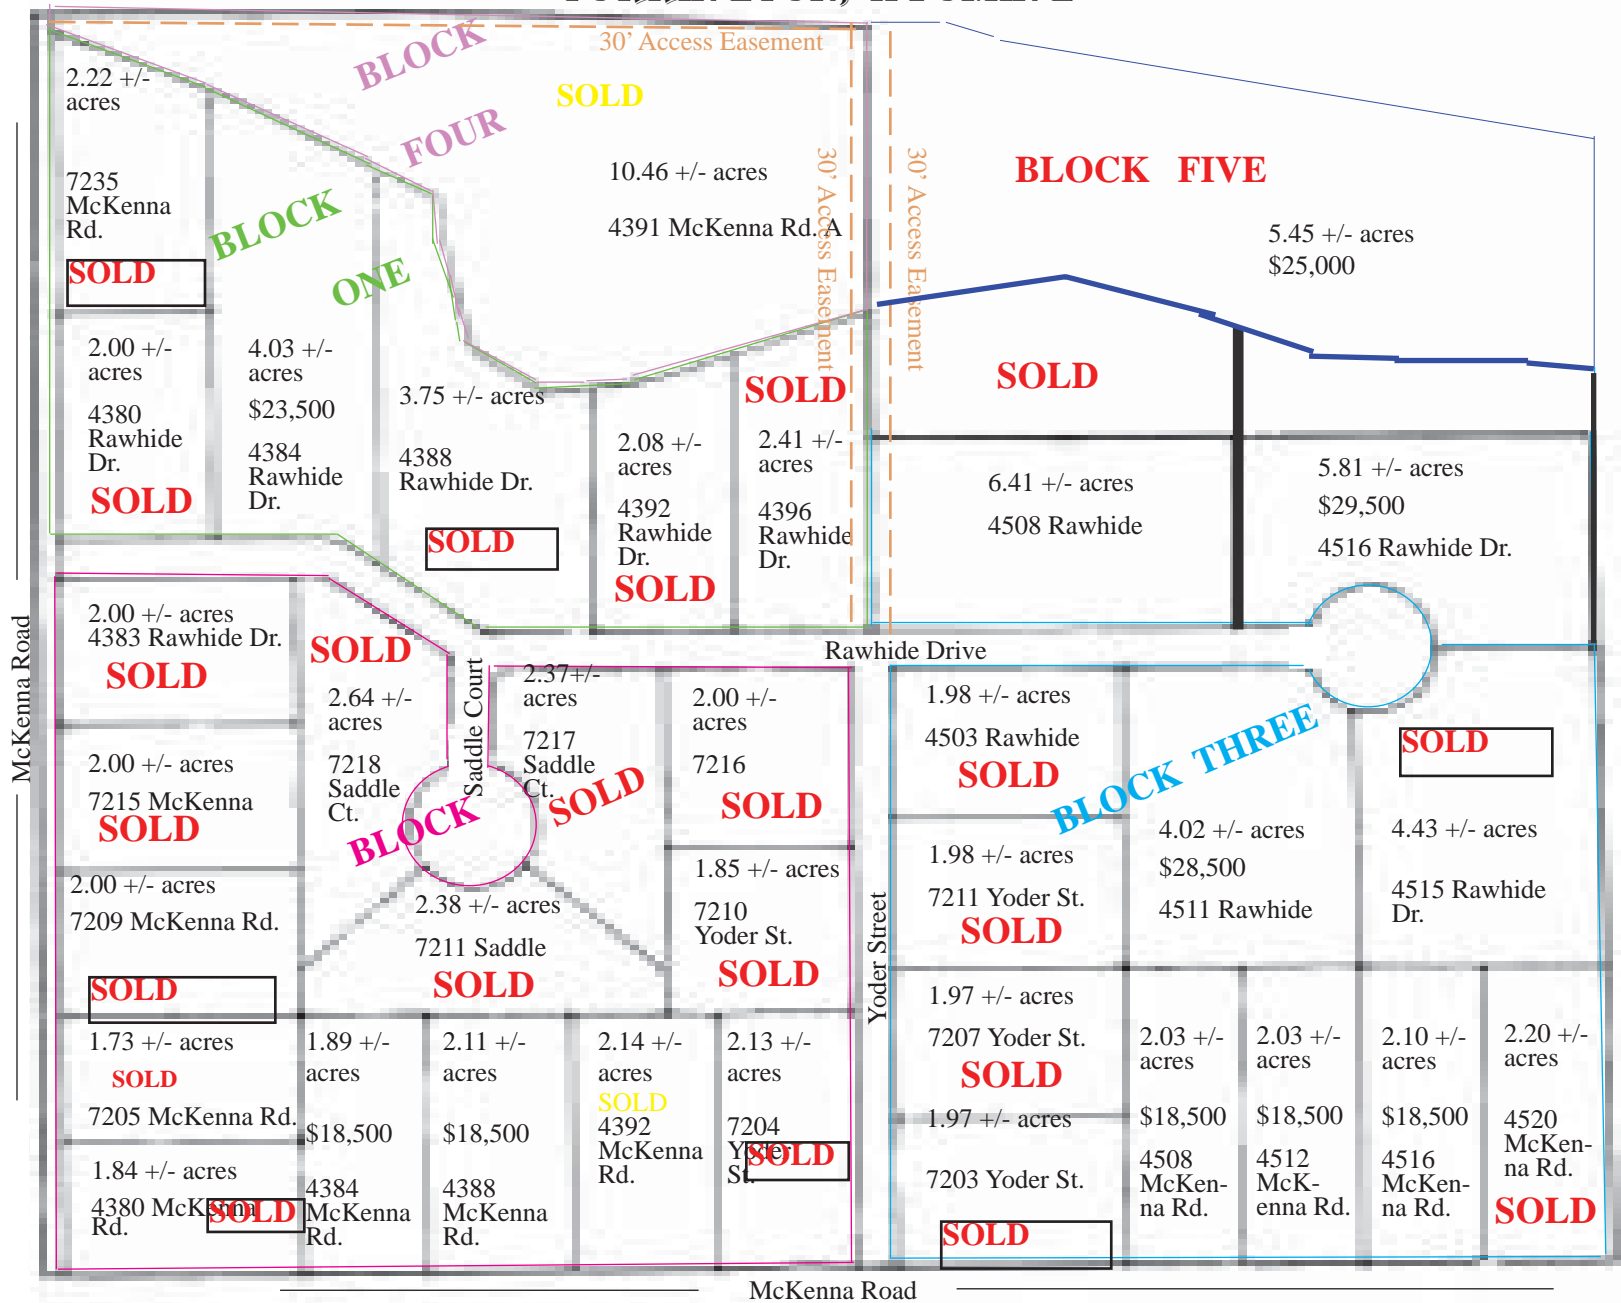 30' Access Easement
BLOCK
FOUR
SOLD
10.46 +/- acres
4391 McKenna Rd. A
30' Access Easement
30' Access Easement
BLOCK FIVE
5.45 +/- acres
$25,000
2.22 +/-
acres
7235
McKenna
Rd.
SOLD
BLOCK
ONE
2.00 +/-
acres
4380
Rawhide
Dr.
SOLD
4.03 +/-
acres
$23,500
4384
Rawhide
Dr.
3.75 +/- acres
4388
Rawhide Dr.
SOLD
2.08 +/-
acres
4392
Rawhide
Dr.
SOLD
SOLD
2.41 +/-
acres
4396
Rawhide
Dr.
SOLD
6.41 +/- acres
4508 Rawhide
5.81 +/- acres
$29,500
4516 Rawhide Dr.
McKenna Road
Rawhide Drive
2.00 +/- acres
4383 Rawhide Dr.
SOLD
SOLD
2.64 +/-
acres
7218
Saddle
Ct.
Saddle Court
2.37+/-
acres
7217
Saddle
Ct.
SOLD
BLOCK
2.00 +/-
acres
7216
SOLD
2.00 +/- acres
7215 McKenna
SOLD
2.00 +/- acres
7209 McKenna Rd.
SOLD
2.38 +/- acres
7211 Saddle
SOLD
1.85 +/- acres
7210
Yoder St.
SOLD
Yoder Street
1.98 +/- acres
4503 Rawhide
SOLD
BLOCK THREE
SOLD
1.98 +/- acres
7211 Yoder St.
SOLD
4.02 +/- acres
$28,500
4511 Rawhide
4.43 +/- acres
4515 Rawhide
Dr.
1.73 +/- acres
SOLD
7205 McKenna Rd.
1.84 +/- acres
4380 McKenna
Rd.
SOLD
1.89 +/-
acres
$18,500
4384
McKenna
Rd.
2.11 +/-
acres
$18,500
4388
McKenna
Rd.
2.14 +/-
acres
SOLD
4392
McKenna
Rd.
2.13 +/-
acres
7204
Yoder
St.
SOLD
1.97 +/- acres
7207 Yoder St.
SOLD
1.97 +/- acres
7203 Yoder St.
SOLD
2.03 +/-
acres
$18,500
4508
McKen-
na Rd.
2.03 +/-
acres
$18,500
4512
McK-
enna Rd.
2.10 +/-
acres
$18,500
4516
McKen-
na Rd.
2.20 +/-
acres
4520
McKen-
na Rd.
SOLD
McKenna Road